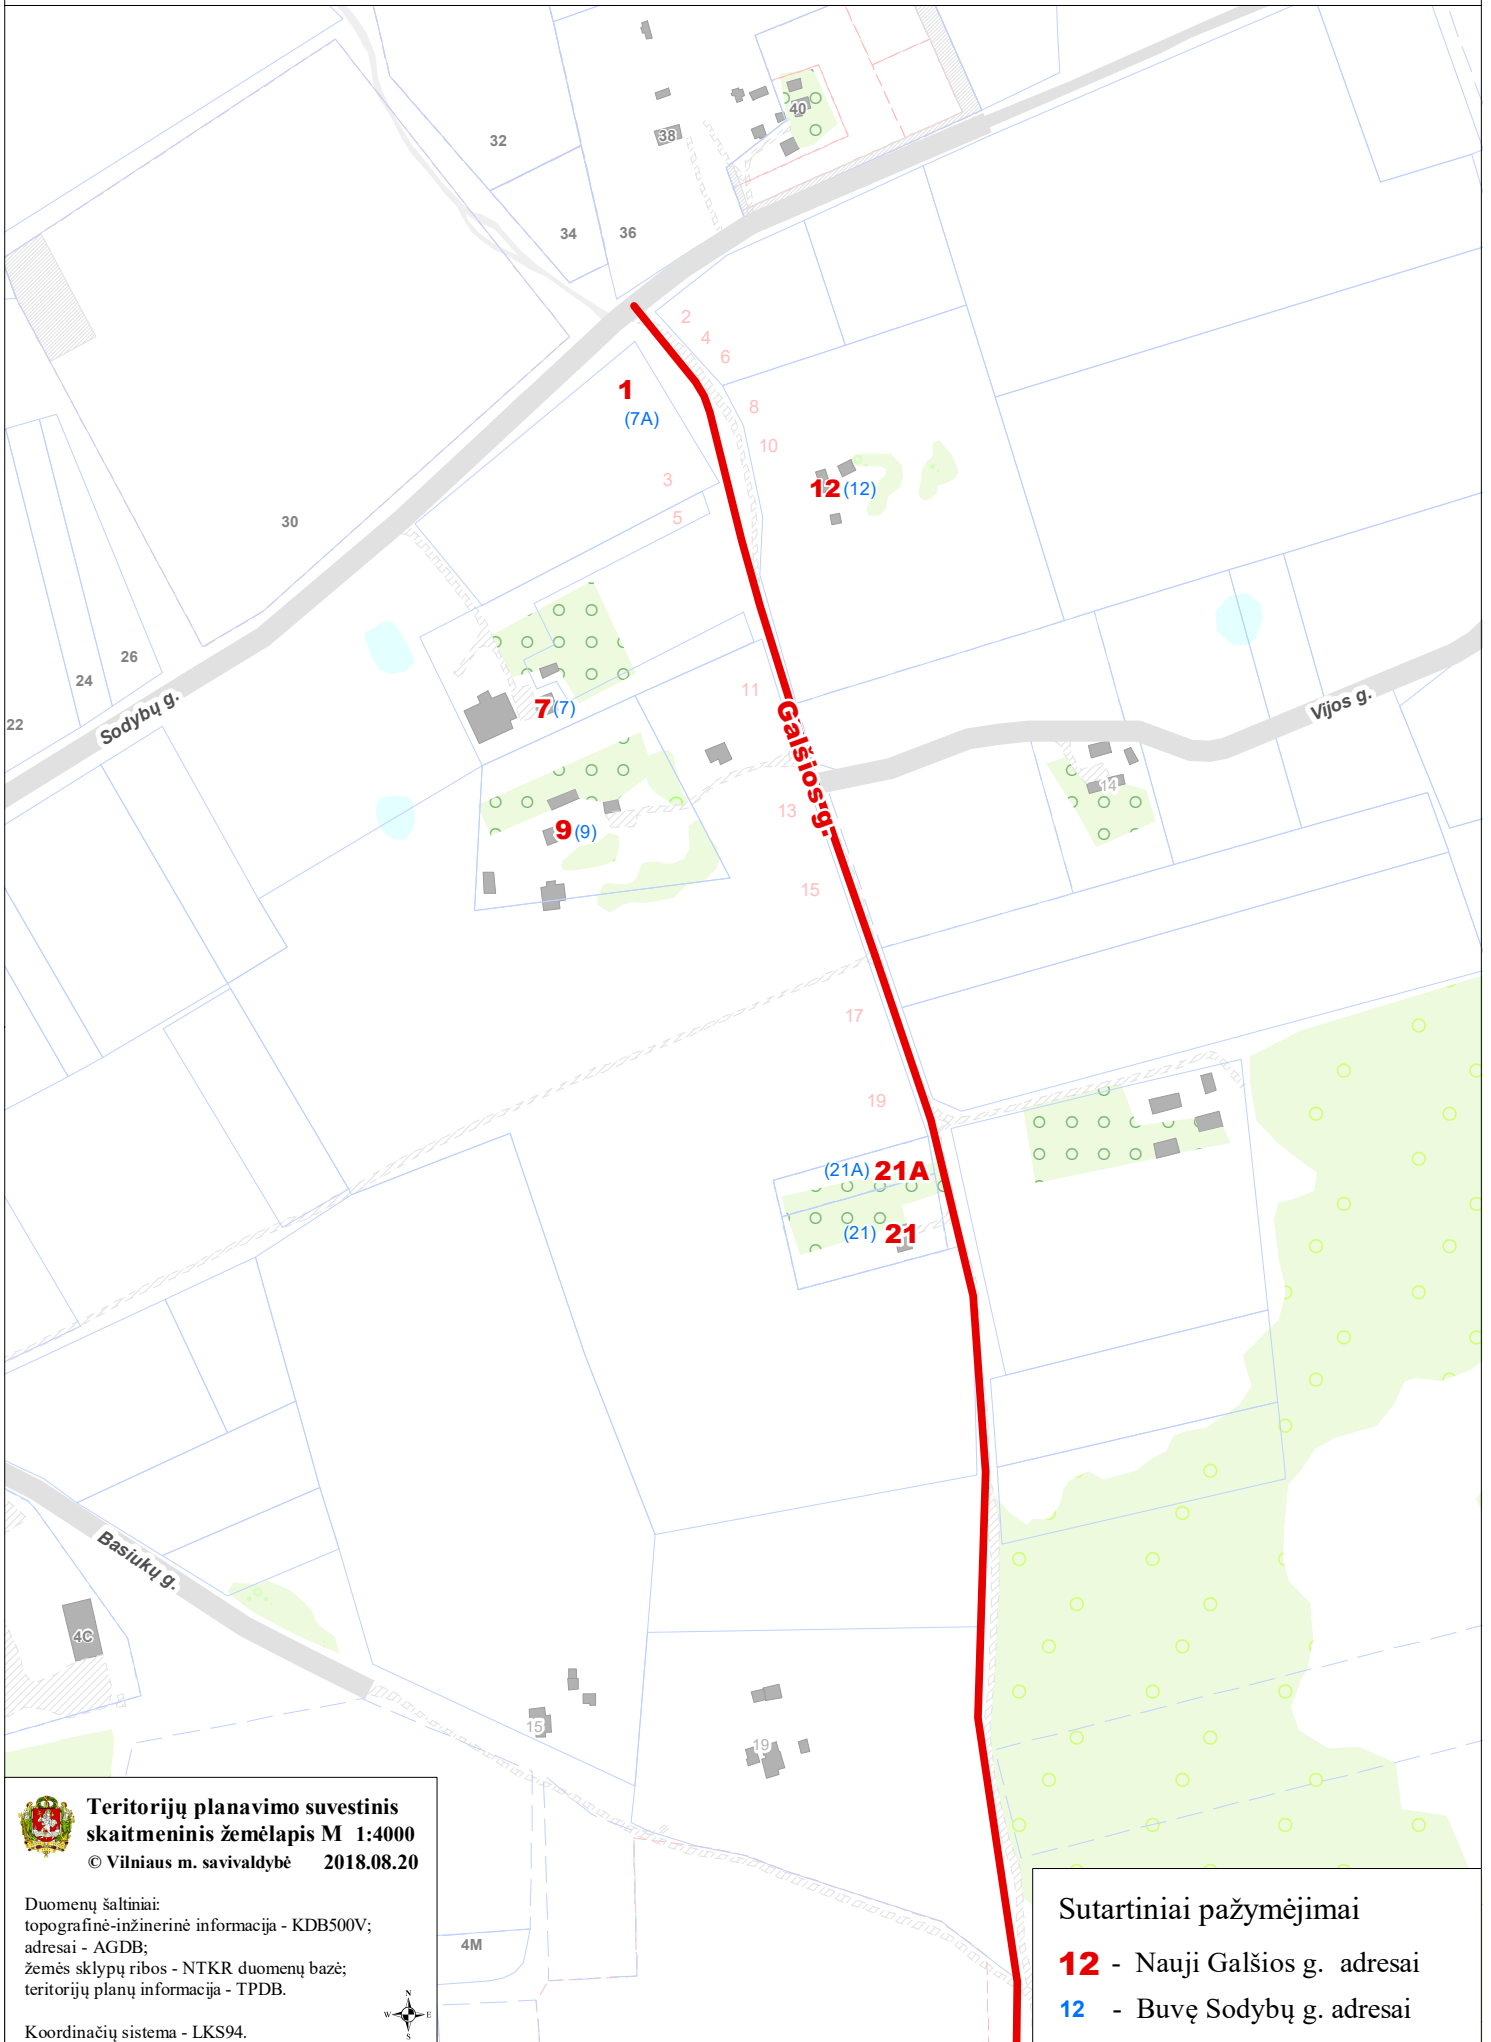 40
38
32
34
36
2
4
6
1
(7A)
8
10
3
12 (12)
5
30
26
24
22
Sodybų g.
11
7 (7)
Galšios g.
Vijos g.
14
13
9 (9)
15
17
19
(21A) 21A
(21) 21
Basiukų g.
4C
15
19
4M
Teritorijų planavimo suvestinis
skaitmeninis žemėlapis M 1:4000
© Vilniaus m. savivaldybė 2018.08.20
Duomenų šaltiniai:
topografinė-inžinerinė informacija - KDB500V;
adresai - AGDB;
žemės sklypų ribos - NTKR duomenų bazė;
teritorijų planų informacija - TPDB.
Koordinačių sistema - LKS94.
N
W E
S
Sutartiniai pažymėjimai
12 - Nauji Galšios g. adresai
12 - Buvę Sodybų g. adresai